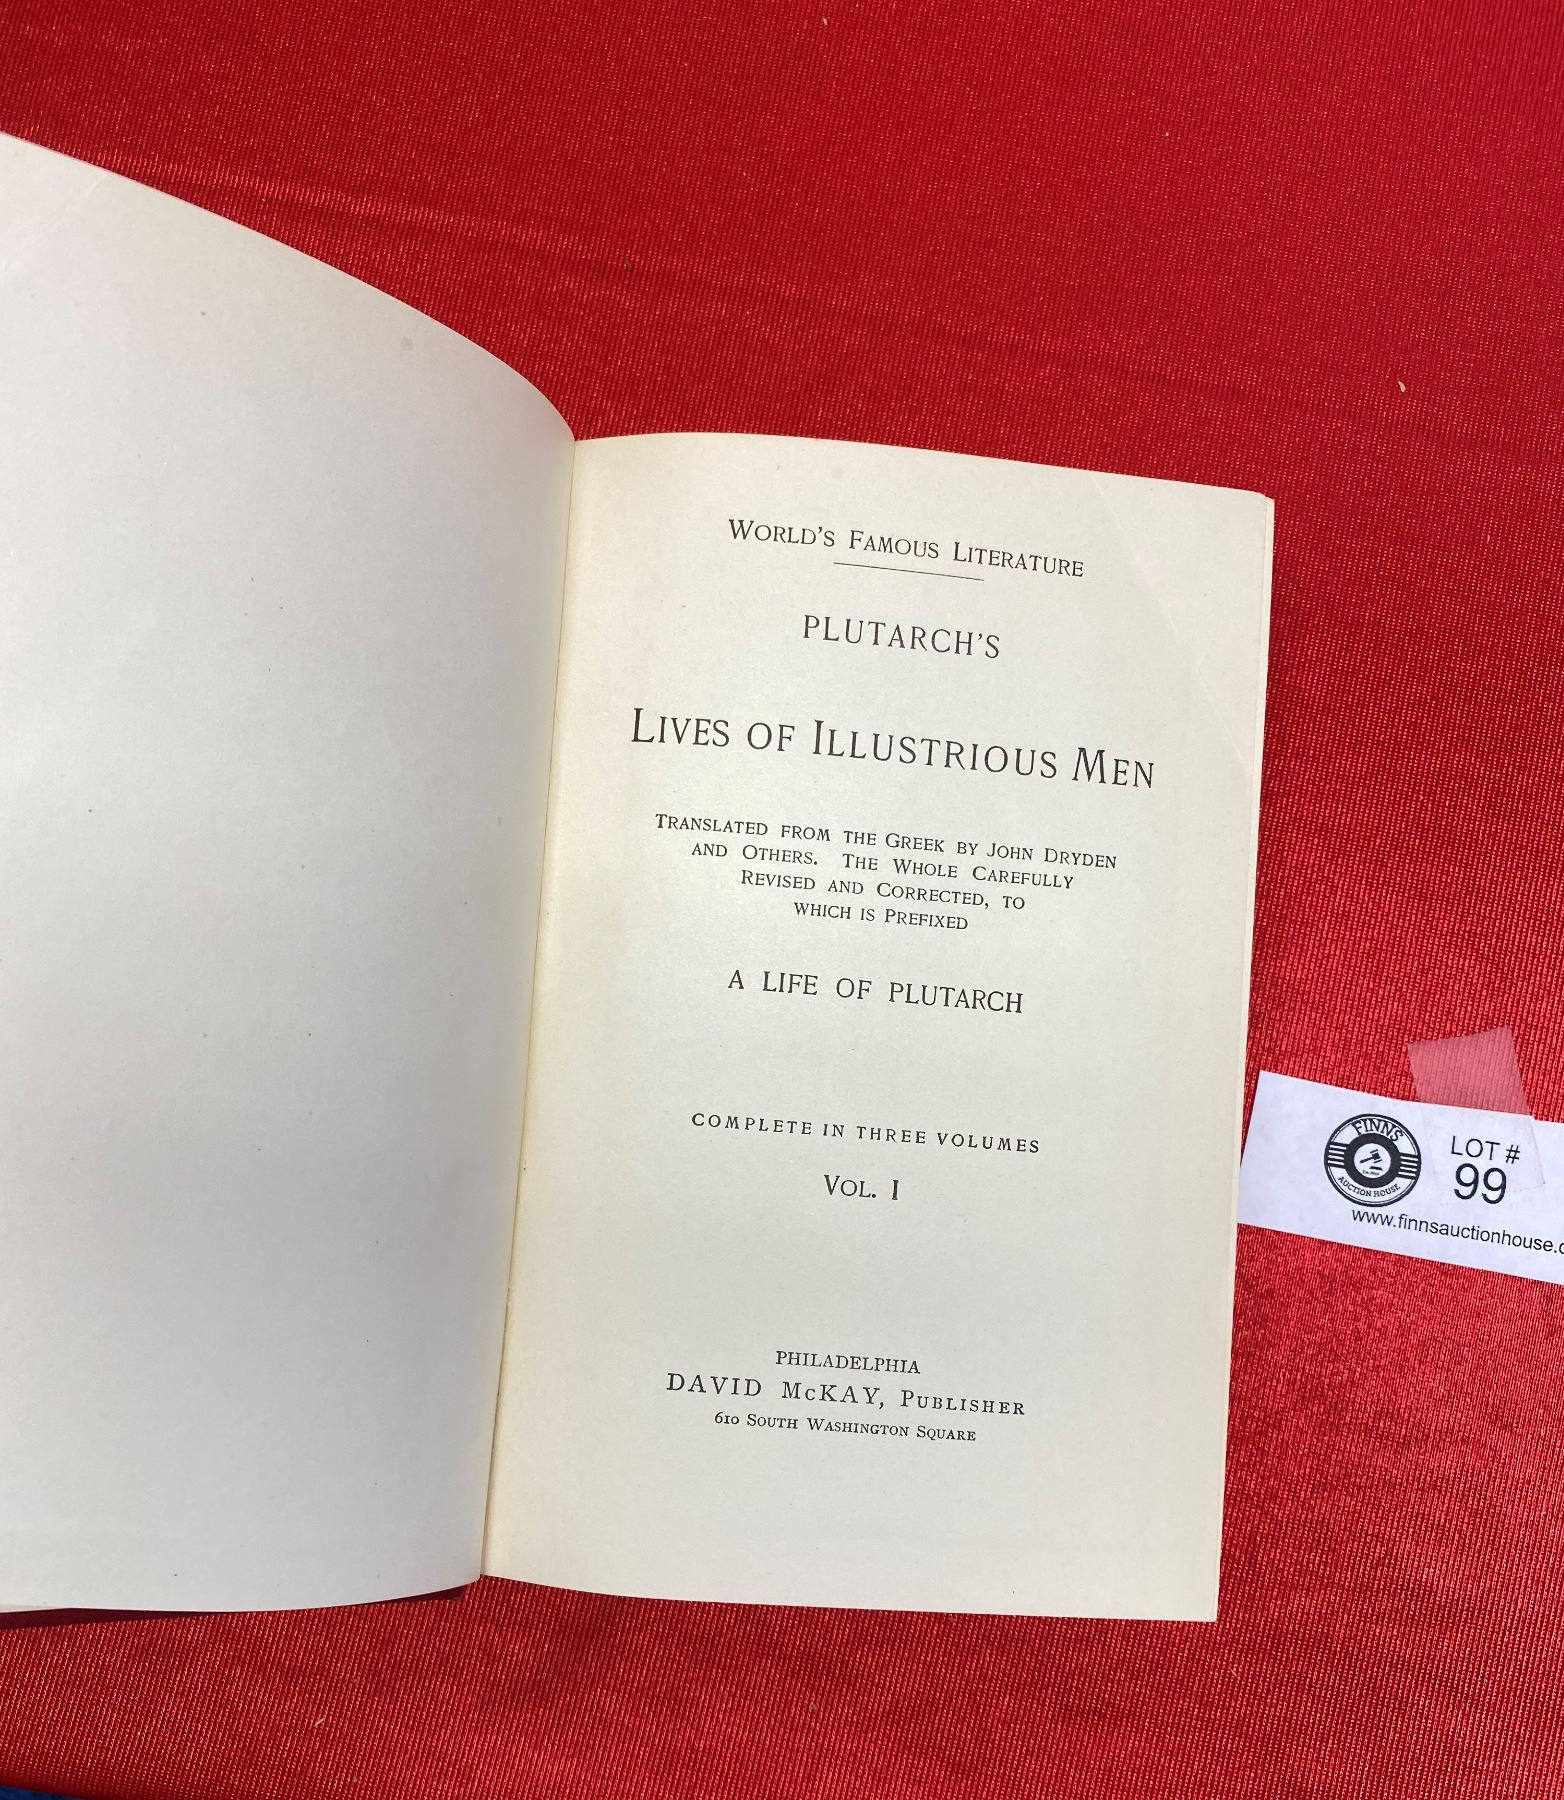 WORLD'S FAMOUS LITERATURE
PLUTARCH'S
LIVES OF ILLUSTRIOUS MEN
TRANSLATED FROM THE GREEK BY JOHN DRYDEN
AND OTHERS. THE WHOLE CAREFULLY
REVISED AND CORRECTED, TO
WHICH IS PREFIXED
A LIFE OF PLUTARCH
COMPLETE IN THREE VOLUMES
VOL. I
PHILADELPHIA
DAVID McKAY, PUBLISHER
610 SOUTH WASHINGTON SQUARE
FINNS
AUCTION HOUSE
LOT #
99
www.finnsauctionhouse.c